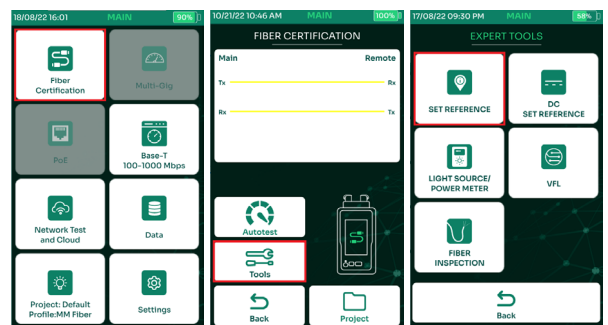 18/08/22 16:01 MAIN 90%
Fiber
Certification
Multi-Gig
PoE
Base-T
100-1000 Mbps
Network Test
and Cloud
Data
Project: Default
Profile:MM Fiber
Settings
10/21/22 10:46 AM MAIN 100%
FIBER CERTIFICATION
Main Remote
Tx Rx
Rx Tx
Autotest
Tools
Back
Project
17/08/22 09:30 PM MAIN 58%
EXPERT TOOLS
SET REFERENCE
DC
SET REFERENCE
LIGHT SOURCE/
POWER METER
VFL
FIBER
INSPECTION
Back